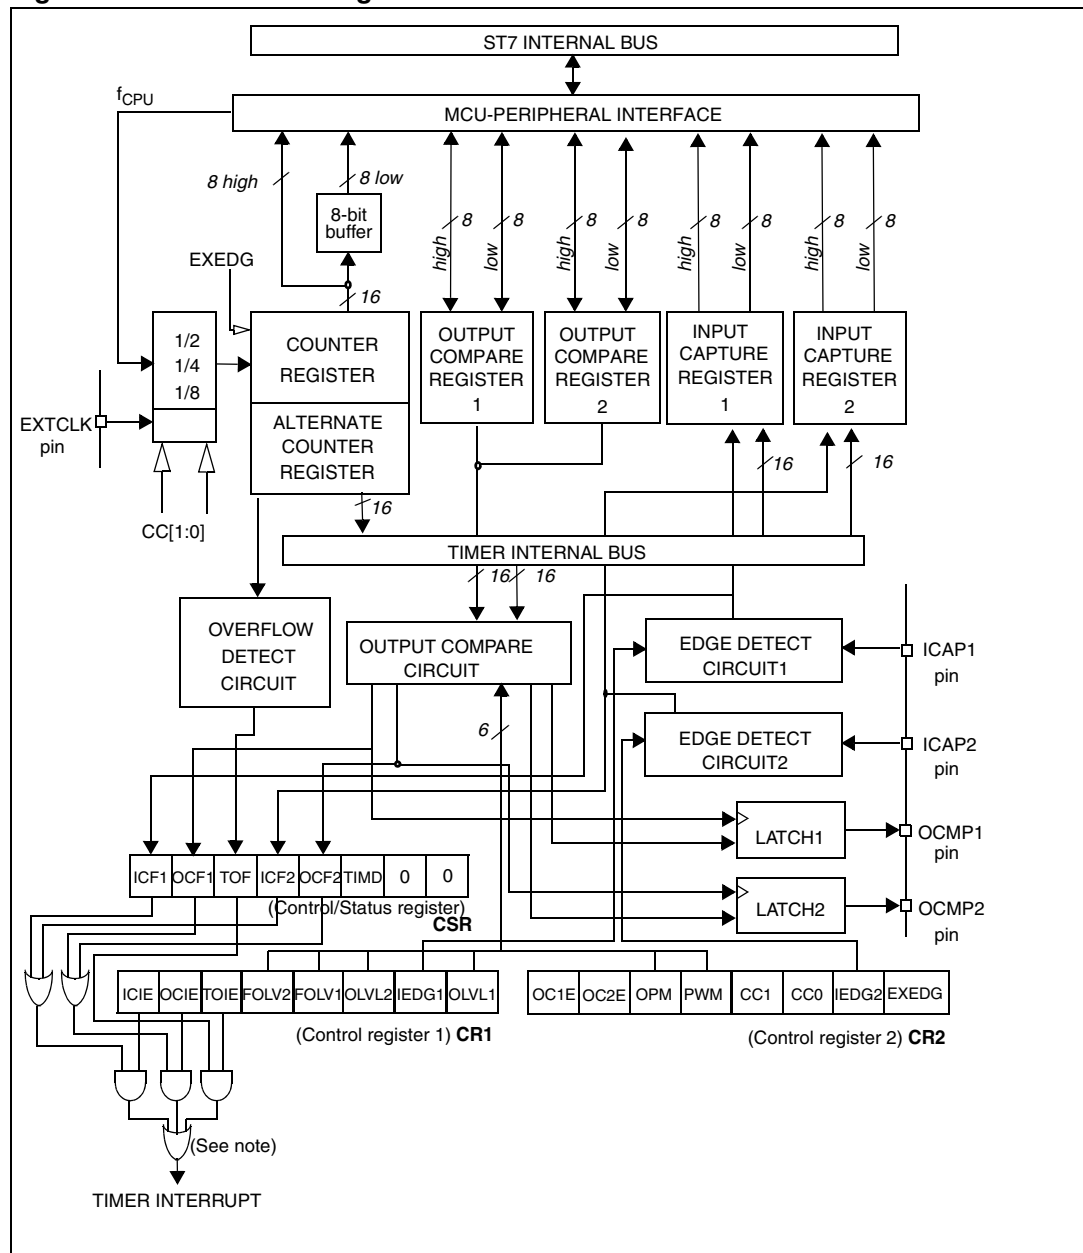 ST7 INTERNAL BUS
fCPU
MCU-PERIPHERAL INTERFACE
8 high
8 low
8-bit
buffer
8
8
8
8
8
8
8
8
high
low
high
low
high
low
high
low
EXEDG
16
1/2
1/4
1/8
COUNTER
REGISTER
OUTPUT
COMPARE
REGISTER
1
OUTPUT
COMPARE
REGISTER
2
INPUT
CAPTURE
REGISTER
1
INPUT
CAPTURE
REGISTER
2
EXTCLK
pin
ALTERNATE
COUNTER
REGISTER
16
16
16
CC[1:0]
TIMER INTERNAL BUS
16
16
OVERFLOW
DETECT
CIRCUIT
OUTPUT COMPARE
CIRCUIT
EDGE DETECT
CIRCUIT1
ICAP1
pin
6
EDGE DETECT
CIRCUIT2
ICAP2
pin
LATCH1
OCMP1
pin
LATCH2
OCMP2
pin
ICF1 OCF1 TOF ICF2 OCF2 TIMD 0 0
(Control/Status register)
CSR
ICIE OCIE TOIE FOLV2 FOLV1 OLVL2 IEDG1 OLVL1
OC1E OC2E OPM PWM CC1 CC0 IEDG2 EXEDG
(Control register 1) CR1
(Control register 2) CR2
(See note)
TIMER INTERRUPT